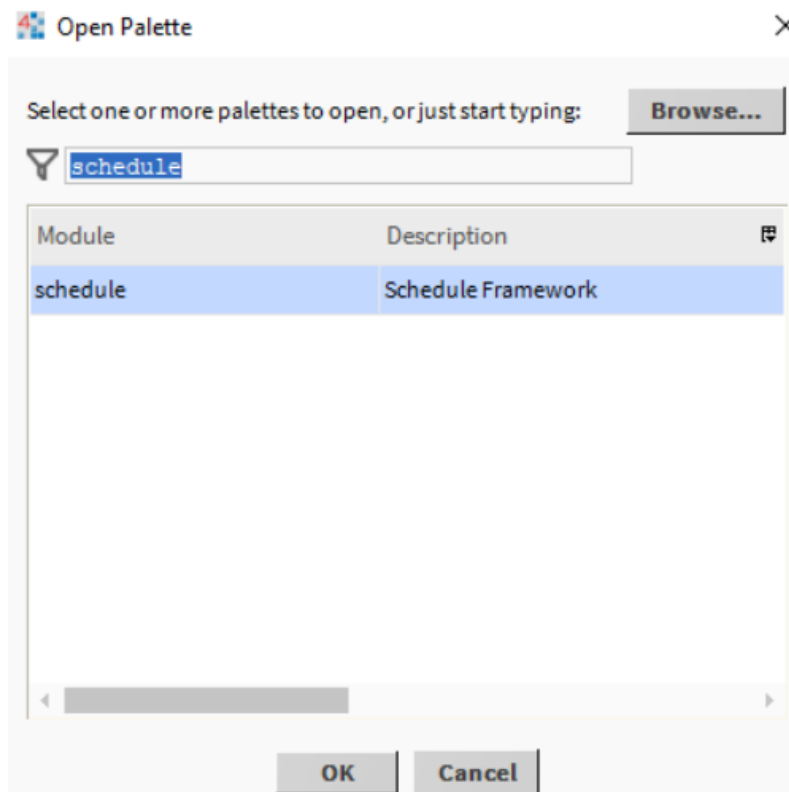 Open Palette
Select one or more palettes to open, or just start typing: Browse...
schedule
Module Description
schedule Schedule Framework
OK Cancel